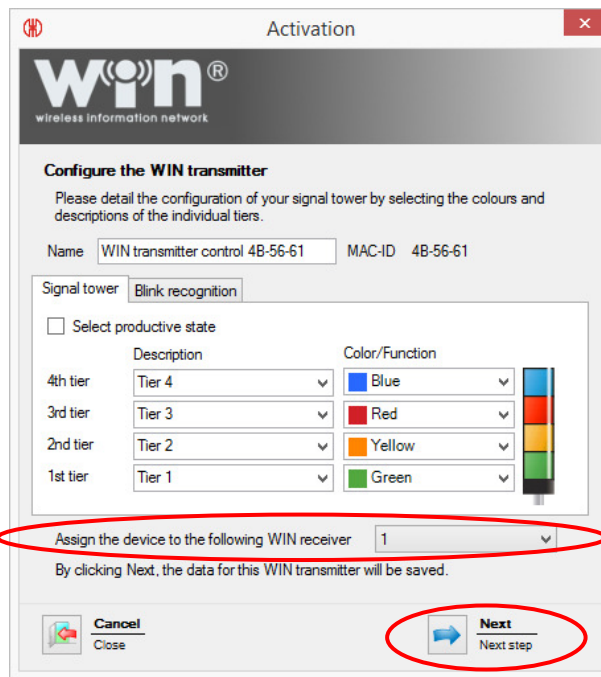 Activation
WIN®
wireless information network
Configure the WIN transmitter
Please detail the configuration of your signal tower by selecting the colours and
descriptions of the individual tiers.
Name WIN transmitter control 4B-56-61 MAC-ID 4B-56-61
Signal tower Blink recognition
Select productive state
Description Color/Function
4th tier Tier 4 Blue
3rd tier Tier 3 Red
2nd tier Tier 2 Yellow
1st tier Tier 1 Green
Assign the device to the following WIN receiver 1
By clicking Next, the data for this WIN transmitter will be saved.
Cancel
Close
Next
Next step